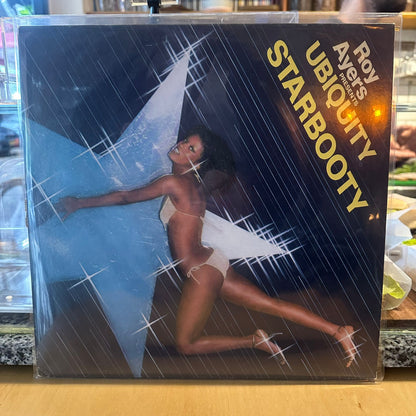 Roy
Ayers
PRESENTS
UBIQUITY
STARBOOTY